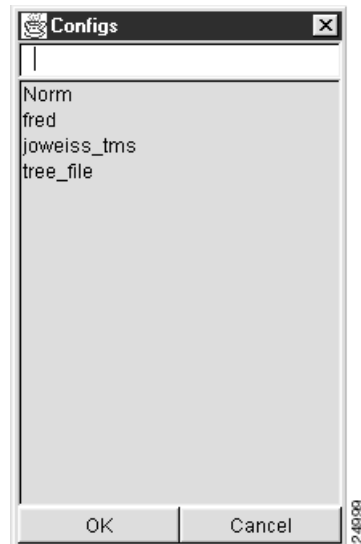 Configs
Norm
fred
joweiss_tms
tree_file
OK Cancel
24999